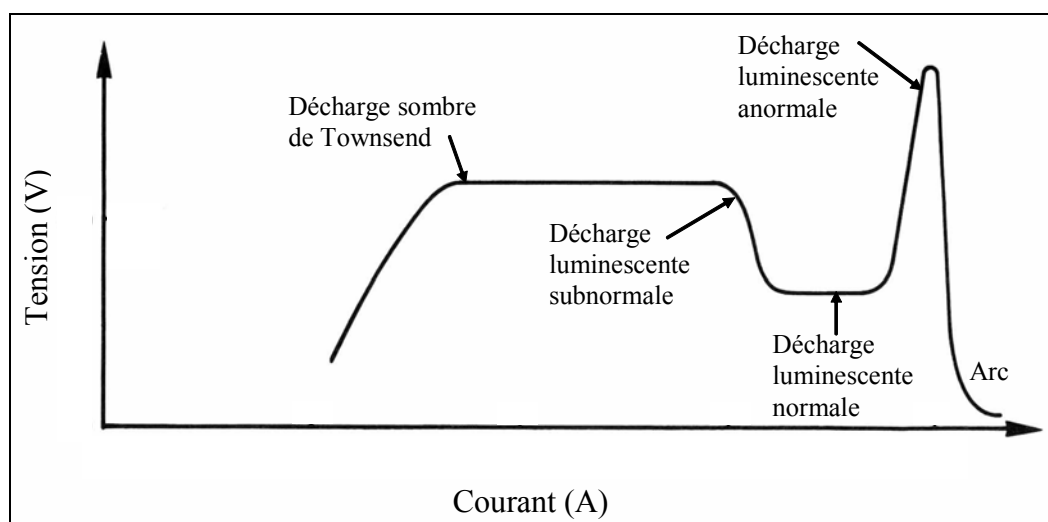 Décharge
luminescente
anormale
Décharge sombre
de Townsend
Tension (V)
Décharge
luminescente
subnormale
Décharge
luminescente
normale
Arc
Courant (A)